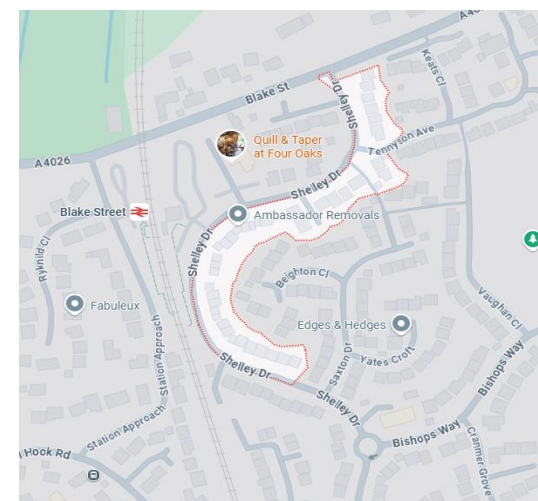 A40
Blake St
Keats Cl
Shelley Dr
Quill & Taper
at Four Oaks
Tennyson Ave
A4026
Shelley Dr
Blake Street
Ambassador Removals
Shelley Dr
Ryknild Cl
Beighton Cl
Vaughan Cl
Fabuleux
Edges & Hedges
Station Approach
Saxton Dr
Yates Croft
Shelley Dr
Bishops Way
Shelley Dr
Station Approach
Bishops Way
Cranmer Grove
Hook Rd